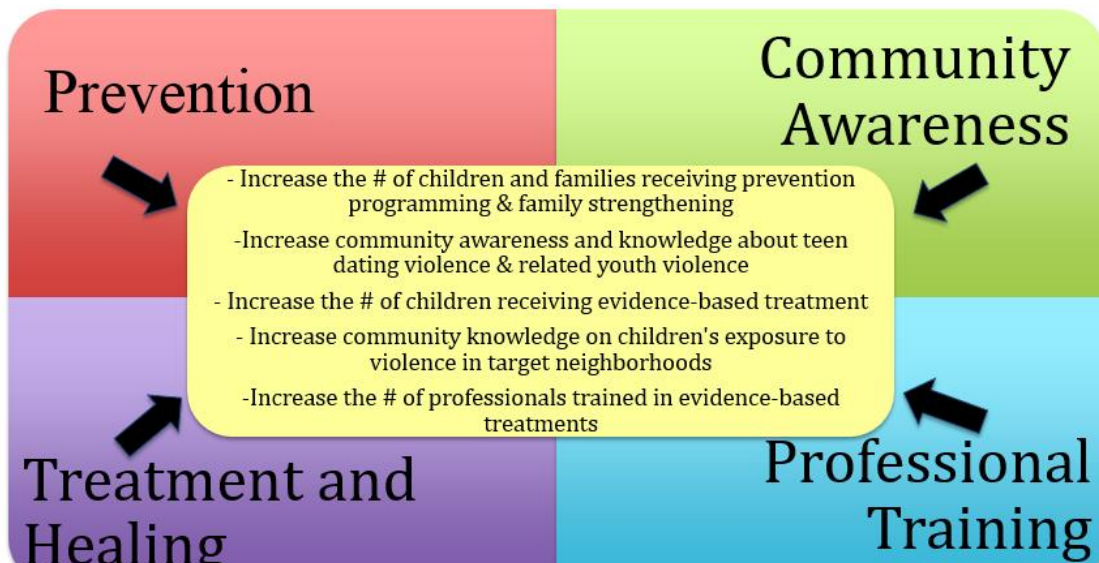 Prevention
Community
Awareness
- Increase the # of children and families receiving prevention
programming & family strengthening
-Increase community awareness and knowledge about teen
dating violence & related youth violence
- Increase the # of children receiving evidence-based treatment
- Increase community knowledge on children's exposure to
violence in target neighborhoods
-Increase the # of professionals trained in evidence-based
treatments
Treatment and
Healing
Professional
Training